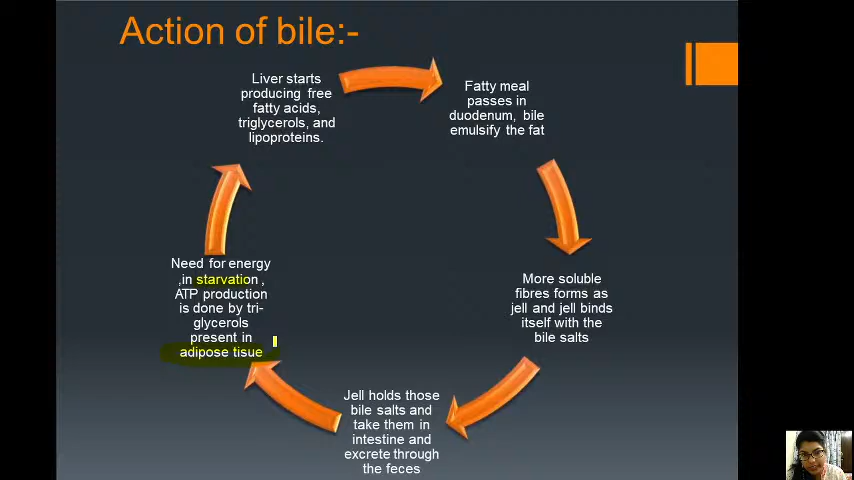 Action of bile:-
Liver starts
producing free
fatty acids,
triglycerols, and
lipoproteins.
Fatty meal
passes in
duodenum, bile
emulsify the fat
More soluble
fibres forms as
jell and jell binds
itself with the
bile salts
Jell holds those
bile salts and
take them in
intestine and
excrete through
the feces
Need for energy
,in starvation ,
ATP production
is done by tri-
glycerols
present in
adipose tisue